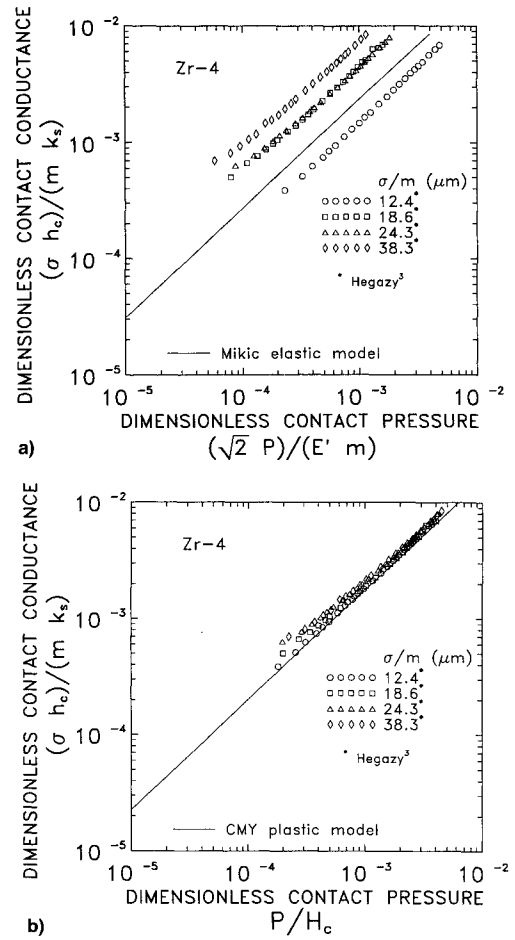 a)
DIMENSIONLESS CONTACT CONDUCTANCE
(σ h_c)/(m k_s)
10⁻²
10⁻³
10⁻⁴
10⁻⁵
Zr-4
σ/m (μm)
12.4*
18.6*
24.3*
38.3*
* Hegazy³
Mikic elastic model
10⁻⁵ 10⁻⁴ 10⁻³ 10⁻²
DIMENSIONLESS CONTACT PRESSURE
(√2 P)/(E' m)
b)
DIMENSIONLESS CONTACT CONDUCTANCE
(σ h_c)/(m k_s)
10⁻²
10⁻³
10⁻⁴
10⁻⁵
Zr-4
σ/m (μm)
12.4*
18.6*
24.3*
38.3*
* Hegazy³
CMY plastic model
10⁻⁵ 10⁻⁴ 10⁻³ 10⁻²
DIMENSIONLESS CONTACT PRESSURE
P/H_c